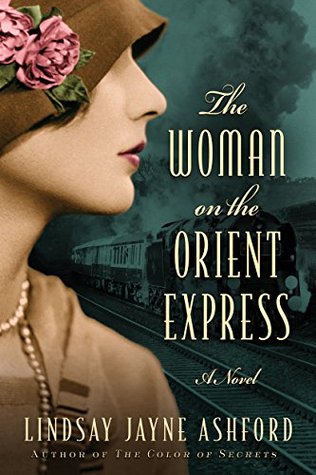 The
WOMAN
on the
ORIENT
EXPRESS
A Novel
LINDSAY JAYNE ASHFORD
AUTHOR OF THE COLOR OF SECRETS